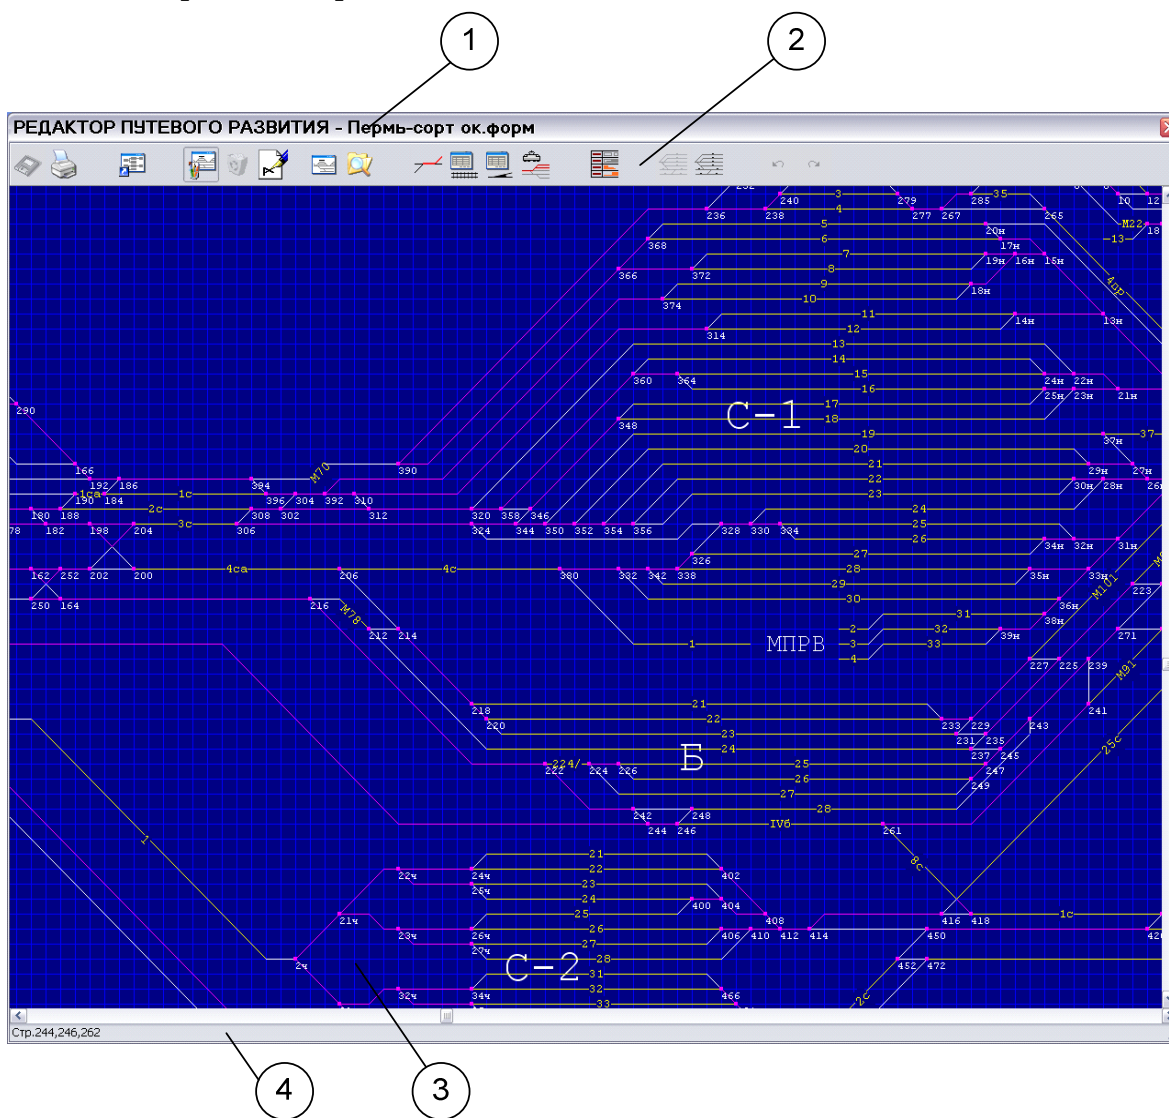 1
2
РЕДАКТОР ПУТЕВОГО РАЗВИТИЯ - Пермь-сорт ок.форм
240 3 279 285 35 10 12
236 238 4 277 267 265
5 20н М22 18
368 6 17н 13
7 19н 16н 15н
366 372 8
9 18н 4пр
374 10
11 14н 13н
314 12
13
14
360 364 15 24н 22н
16 25н 23н 21н
290 17
348 18 С-1
19 37н 37
20
166 М70 390 21 29н 27н
192 186 394 22 30н 28н 26н
1са 190 184 1с 396 304 392 310 23
180 188 2с 308 302 312 320 358 346 24
78 182 198 204 3с 306 324 344 350 352 354 356 328 330 334 25
26 34н 32н 31н
326 27
162 252 202 200 4са 206 4с 380 332 342 338 28 35н 33н
29 М101 223
250 164 216 30 36н
М78 31 38н
212 214 2 32 39н 271
1 МПРВ 3 33
4 227 225 239
М91
218 21 241
220 22 233 229 243
23 231 235 25с
24 237 245
222 224/ 224 226 Б 25 247
26 249
27
242 248 28
244 246 IVб 261
1
21 8с
22ч 24ч 22 402
25ч 23
24 400 404
21ч 25 408 416 418 1с
23ч 26ч 26 406 410 412 414 450 420
27ч 27
2ч 28 452 472
С-2 31
32ч 34ч 32 466
33 2с
Стр.244,246,262
4
3